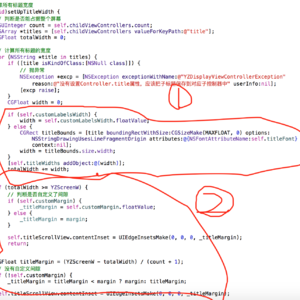 所有标题宽度
)setUpTitleWidth {
// 判断是否能占据整个屏幕
NSUInteger count = self.childViewControllers.count;
NSArray *titles = [self.childViewControllers valueForKeyPath:@"title"];
CGFloat totalWidth = 0;
// 计算所有标题的宽度
for (NSString *title in titles) {
if ([title isKindOfClass:[NSNull class]]) {
// 抛异常
NSException *excp = [NSException exceptionWithName:@"YZDisplayViewControllerException"
reason:@"没有设置Controller.title属性，应该把子标题保存到对应子控制器中" userInfo:nil];
[excp raise];
}
CGFloat width = 0;
if (self.customLabelsWidth) {
width = self.customLabelsWidth.floatValue;
} else {
CGRect titleBounds = [title boundingRectWithSize:CGSizeMake(MAXFLOAT, 0) options:
NSStringDrawingUsesLineFragmentOrigin attributes:@{NSFontAttributeName:self.titleFont}
context:nil];
width = titleBounds.size.width;
}
[self.titleWidths addObject:@(width)];
totalWidth += width;
if (totalWidth >= YZScreenW) {
// 判断是否自定义间距
if (self.customMargin) {
_titleMargin = self.customMargin.floatValue;
} else {
_titleMargin = margin;
}
self.titleScrollView.contentInset = UIEdgeInsetsMake(0, 0, 0, _titleMargin);
return;
CGFloat titleMargin = (YZScreenW - totalWidth) / (count + 1);
// 没有自定义间距
if (!self.customMargin) {
_titleMargin = titleMargin < margin ? margin: titleMargin;
self.titleScrollView.contentInset = UIEdgeInsetsMake(0, 0, 0, _titleMargin);